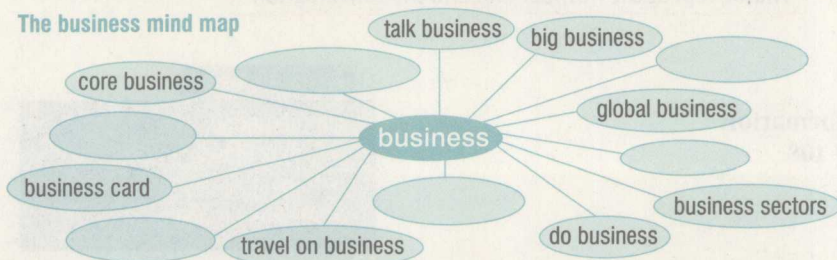 The business mind map
talk business
big business
core business
global business
business
business card
business sectors
travel on business
do business